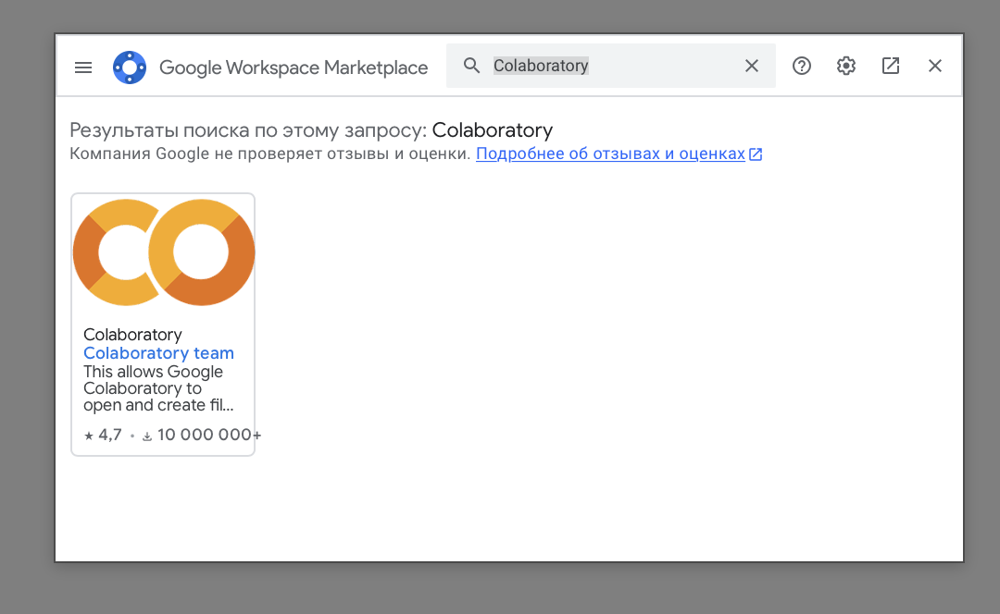 Google Workspace Marketplace
Colaboratory
Результаты поиска по этому запросу: Colaboratory
Компания Google не проверяет отзывы и оценки. Подробнее об отзывах и оценках
Colaboratory
Colaboratory team
This allows Google
Colaboratory to
open and create fil...
4,7 • 10 000 000+